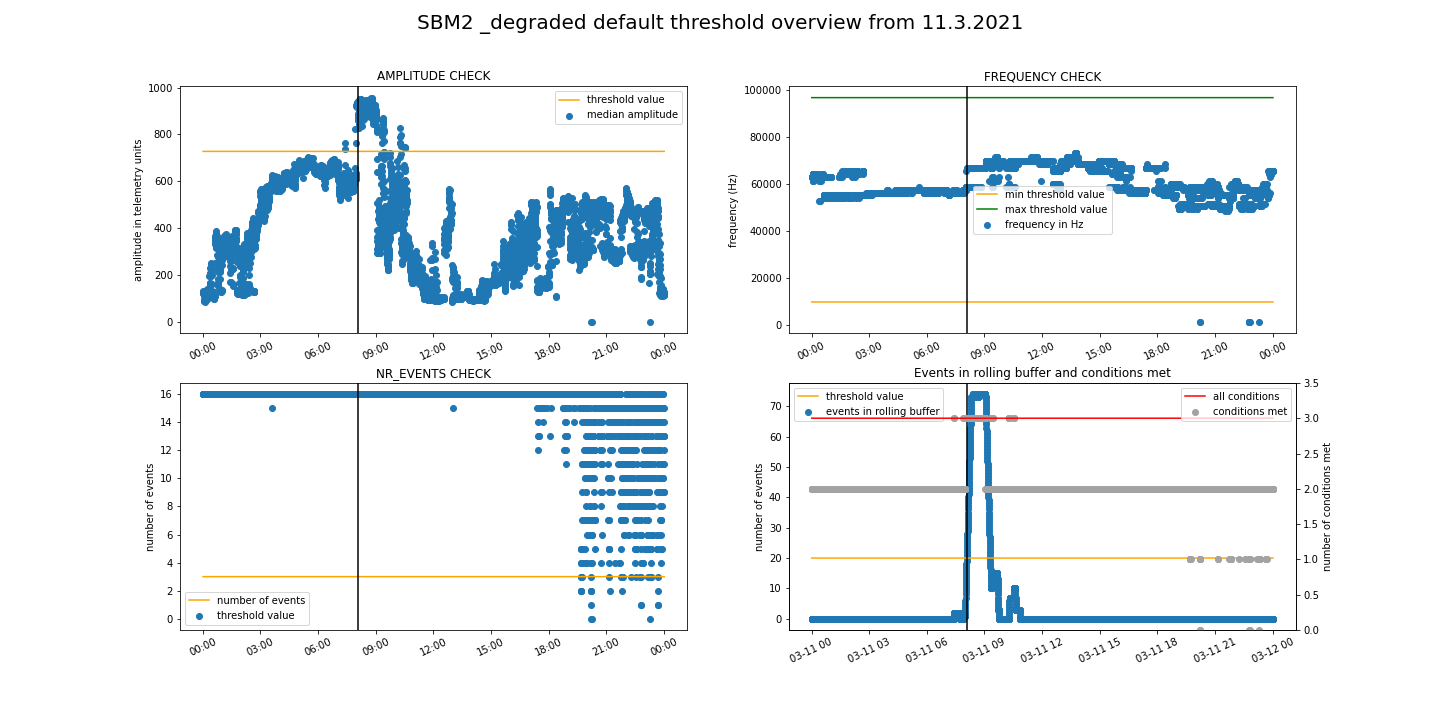 SBM2 _degraded default threshold overview from 11.3.2021
AMPLITUDE CHECK
amplitude in telemetry units
1000
800
600
400
200
0
threshold value
median amplitude
00:00 03:00 06:00 09:00 12:00 15:00 18:00 21:00 00:00
FREQUENCY CHECK
frequency (Hz)
100000
80000
60000
40000
20000
0
min threshold value
max threshold value
frequency in Hz
00:00 03:00 06:00 09:00 12:00 15:00 18:00 21:00 00:00
NR_EVENTS CHECK
number of events
16
14
12
10
8
6
4
2
0
number of events
threshold value
00:00 03:00 06:00 09:00 12:00 15:00 18:00 21:00 00:00
Events in rolling buffer and conditions met
number of events
70
60
50
40
30
20
10
0
threshold value
events in rolling buffer
all conditions
conditions met
3.5
3.0
2.5
2.0
1.5
1.0
0.5
0.0
number of conditions met
03-11 00 03-11 03 03-11 06 03-11 09 03-11 12 03-11 15 03-11 18 03-11 21 03-12 00